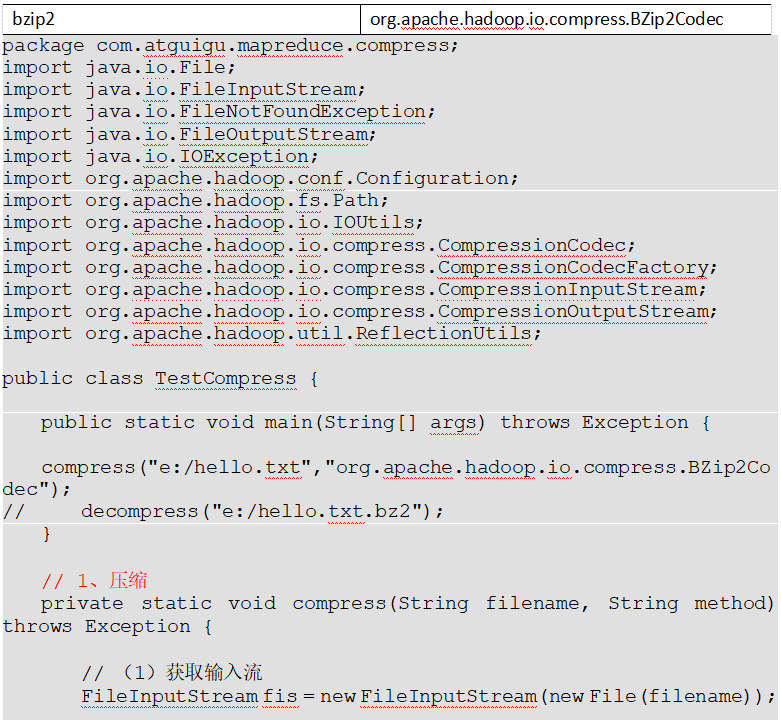 bzip2 org.apache.hadoop.io.compress.BZip2Codec
package com.atguigu.mapreduce.compress;
import java.io.File;
import java.io.FileInputStream;
import java.io.FileNotFoundException;
import java.io.FileOutputStream;
import java.io.IOException;
import org.apache.hadoop.conf.Configuration;
import org.apache.hadoop.fs.Path;
import org.apache.hadoop.io.IOUtils;
import org.apache.hadoop.io.compress.CompressionCodec;
import org.apache.hadoop.io.compress.CompressionCodecFactory;
import org.apache.hadoop.io.compress.CompressionInputStream;
import org.apache.hadoop.io.compress.CompressionOutputStream;
import org.apache.hadoop.util.ReflectionUtils;
public class TestCompress {
public static void main(String[] args) throws Exception {
compress("e:/hello.txt","org.apache.hadoop.io.compress.BZip2Co
dec");
// decompress("e:/hello.txt.bz2");
}
// 1、压缩
private static void compress(String filename, String method)
throws Exception {
// （1）获取输入流
FileInputStream fis = new FileInputStream(new File(filename));